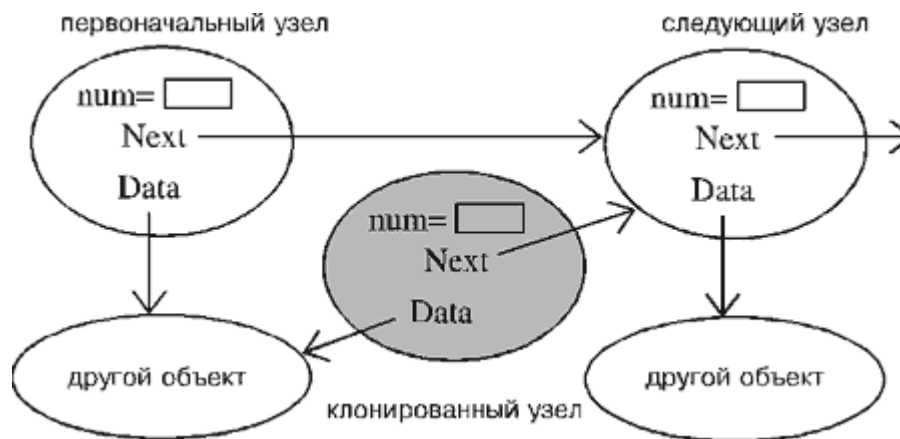 первоначальный узел
следующий узел
num=
Next
Data
num=
Next
Data
num=
Next
Data
другой объект
другой объект
клонированный узел